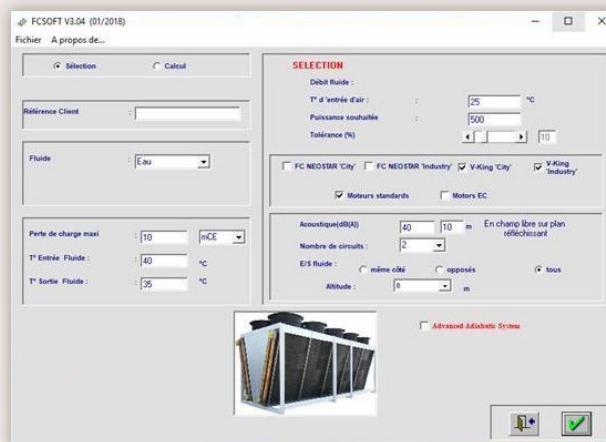 FCSOFT V3.04 (01/2018)
Fichier A propos de...
Sélection Calcul
Référence Client :
Fluide : Eau
Perte de charge maxi : 10 mCE
T° Entrée Fluide : 40 °C
T° Sortie Fluide : 35 °C
SELECTION
Débit fluide :
T° d'entrée d'air : 25 °C
Puissance souhaitée : 500
Tolérance (%) 10
FC NEOSTAR 'City' FC NEOSTAR 'Industry' V-King 'City' V-King 'Industry'
Moteurs standards Motors EC
Acoustique(dB(A)) 40 10 m En champ libre sur plan réfléchissant
Nombre de circuits : 2
E/S fluide : même côté opposés tous
Altitude : 0 m
Advanced Adiabatic System